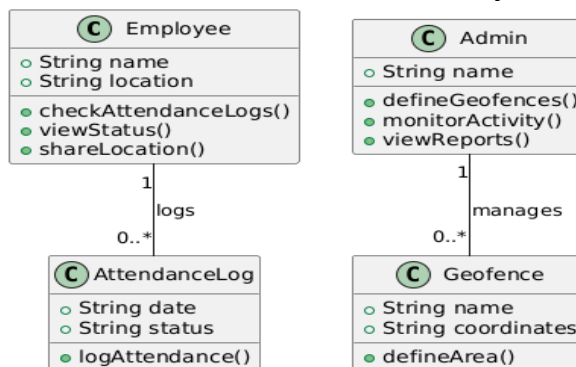 C Employee
String name
String location
checkAttendanceLogs()
viewStatus()
shareLocation()
1
logs
0..*
C AttendanceLog
String date
String status
logAttendance()
C Admin
String name
defineGeofences()
monitorActivity()
viewReports()
1
manages
0..*
C Geofence
String name
String coordinates
defineArea()